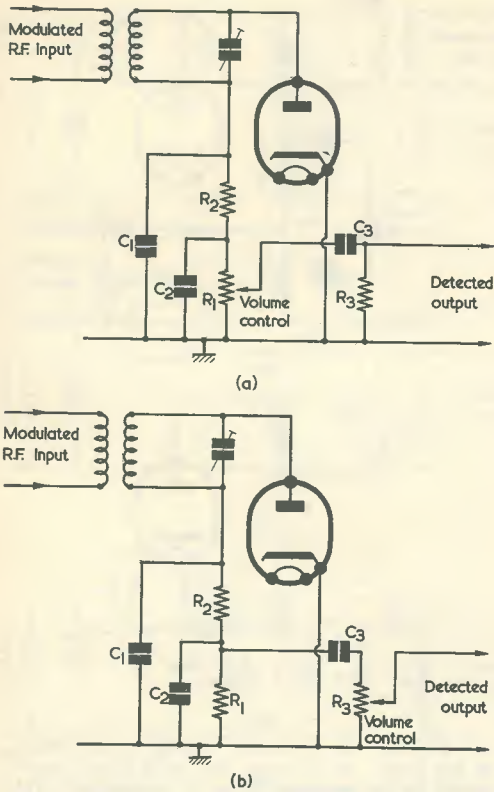 Modulated
R.F. Input
R2
C3
C1
C2
R1
Volume
control
R3
Detected
output
(a)
Modulated
R.F. Input
R2
C3
C1
C2
R1
R3
Volume
control
Detected
output
(b)